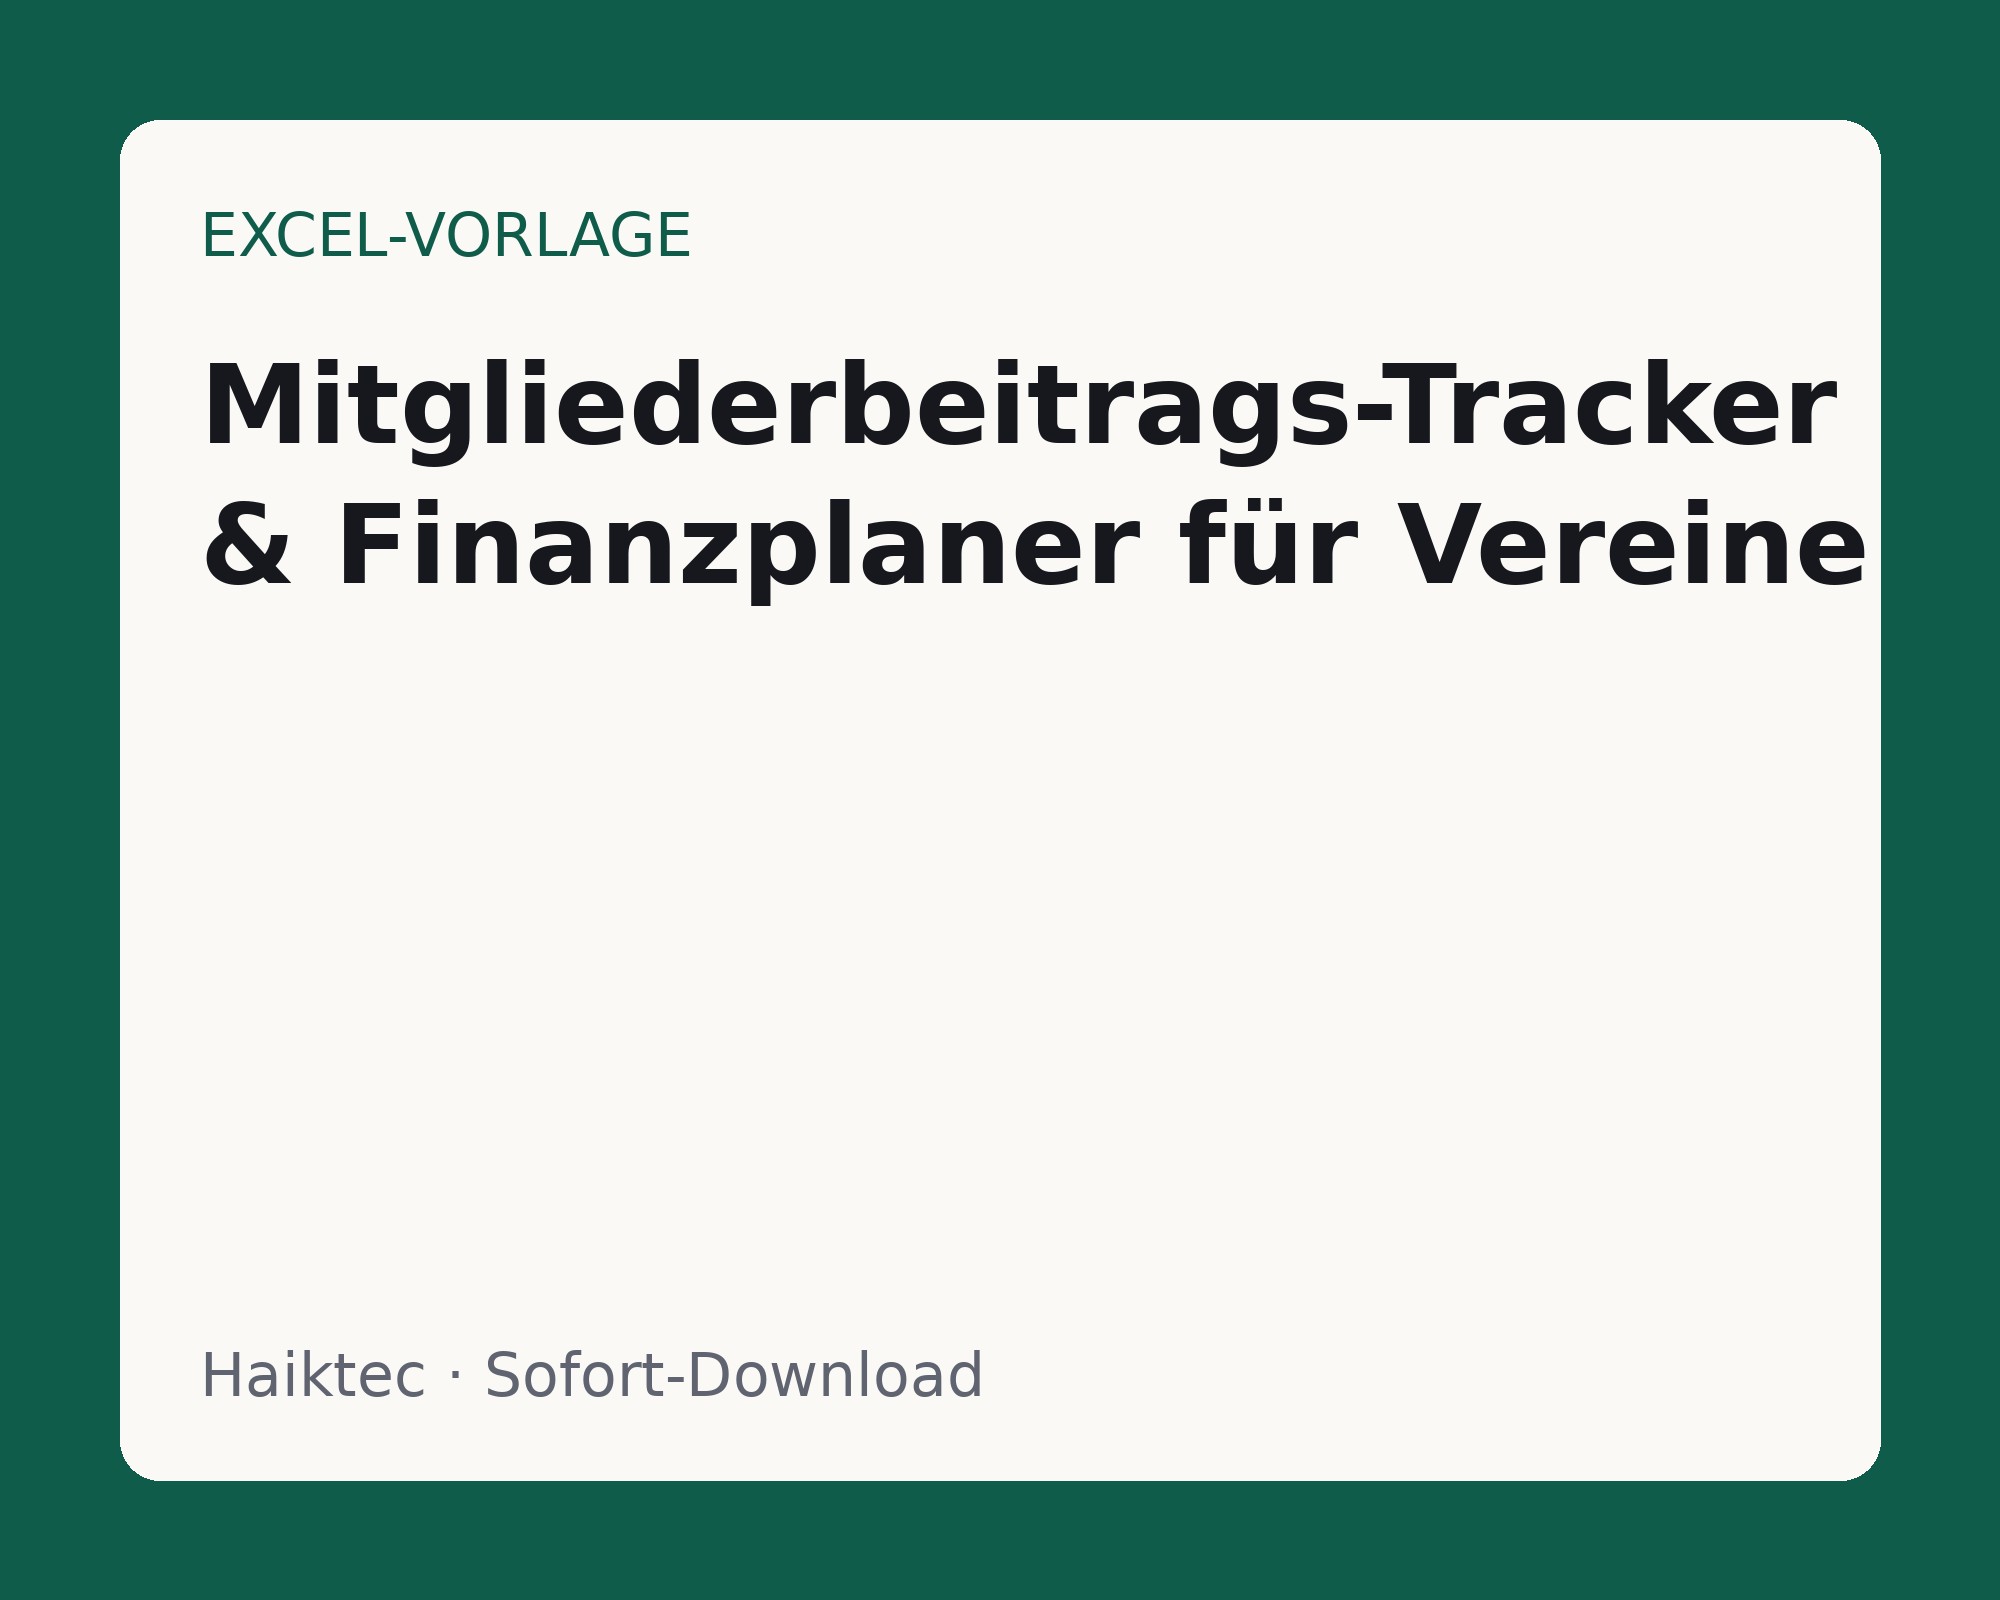 EXCEL-VORLAGE
Mitgliederbeitrags-Tracker
& Finanzplaner für Vereine
Haiktec · Sofort-Download